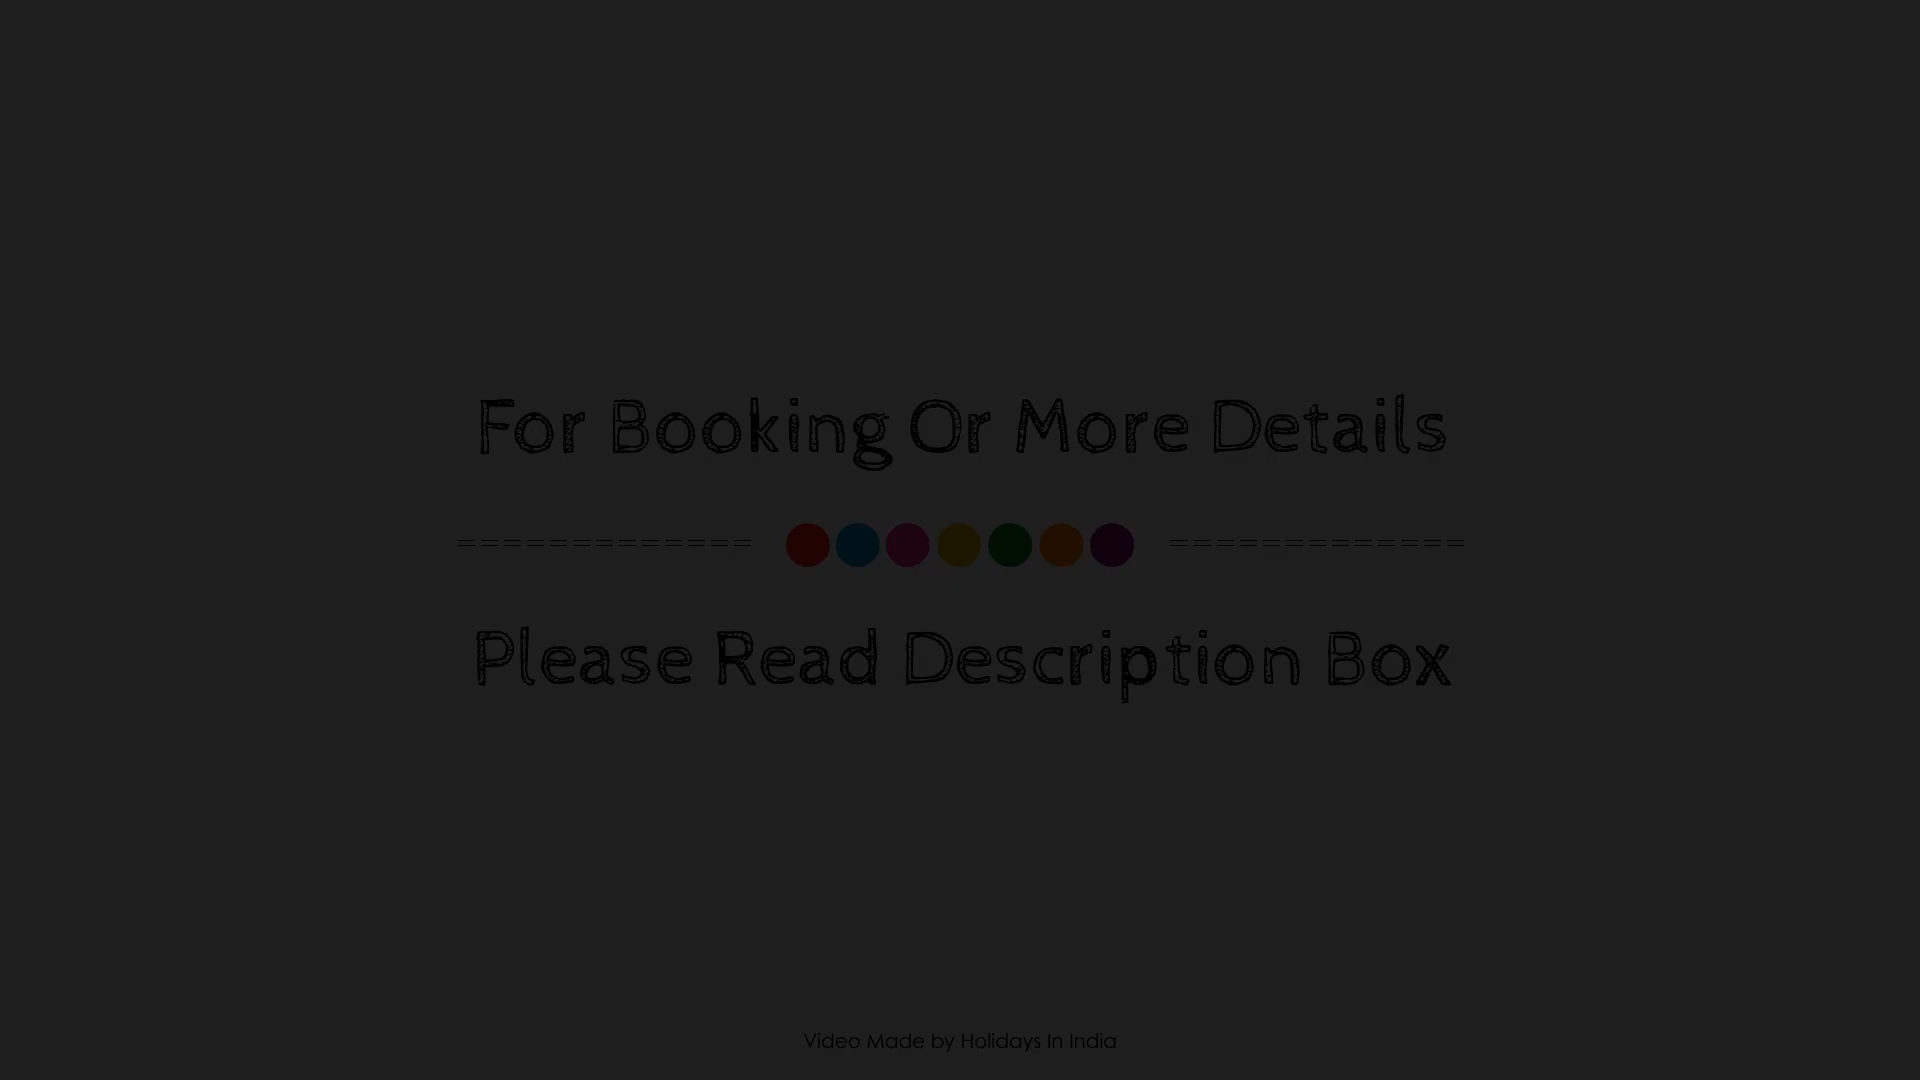 For Booking Or More Details
============= =============
Please Read Description Box
Video Made by Holidays In India